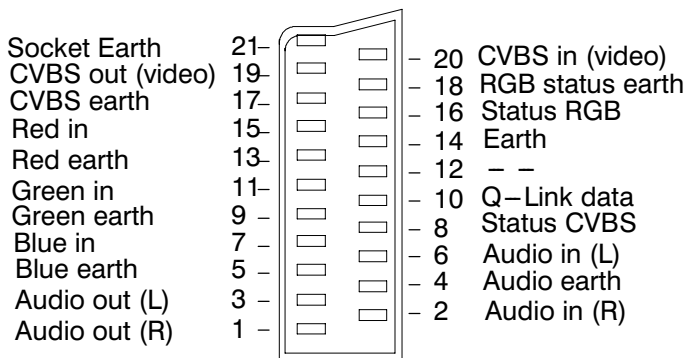 Socket Earth 21–
CVBS out (video) 19–
CVBS earth 17–
Red in 15–
Red earth 13–
Green in 11–
Green earth 9 –
Blue in 7 –
Blue earth 5 –
Audio out (L) 3 –
Audio out (R) 1 –
– 20 CVBS in (video)
– 18 RGB status earth
– 16 Status RGB
– 14 Earth
– 12 – –
– 10 Q–Link data
– 8 Status CVBS
– 6 Audio in (L)
– 4 Audio earth
– 2 Audio in (R)